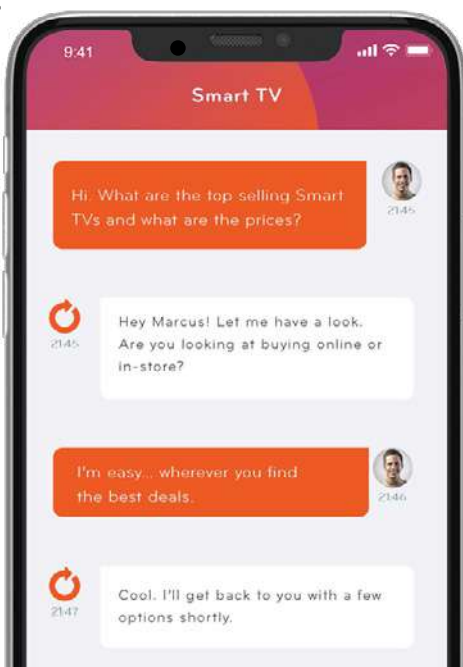 9:41
Smart TV
Hi. What are the top selling Smart
TVs and what are the prices?
21:45
Hey Marcus! Let me have a look.
Are you looking at buying online or
in-store?
21:45
I'm easy... wherever you find
the best deals.
21:46
Cool. I'll get back to you with a few
options shortly.
21:47